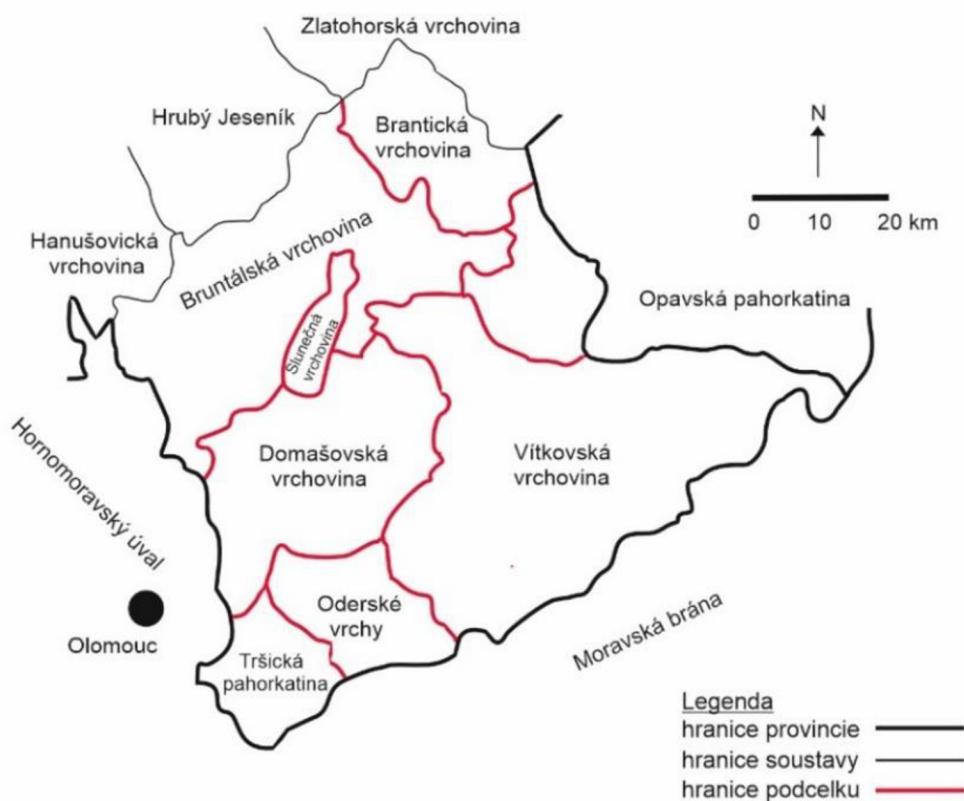 Zlatohorská vrchovina
Hrubý Jeseník
Brantická
vrchovina
N
0 10 20 km
Hanušovická
vrchovina
Bruntálská vrchovina
Opavská pahorkatina
Slunečná
vrchovina
Hornomoravský úval
Domašovská
vrchovina
Vítkovská
vrchovina
Oderské
vrchy
Olomouc
Tršická
pahorkatina
Moravská brána
Legenda
hranice provincie
hranice soustavy
hranice podcelku